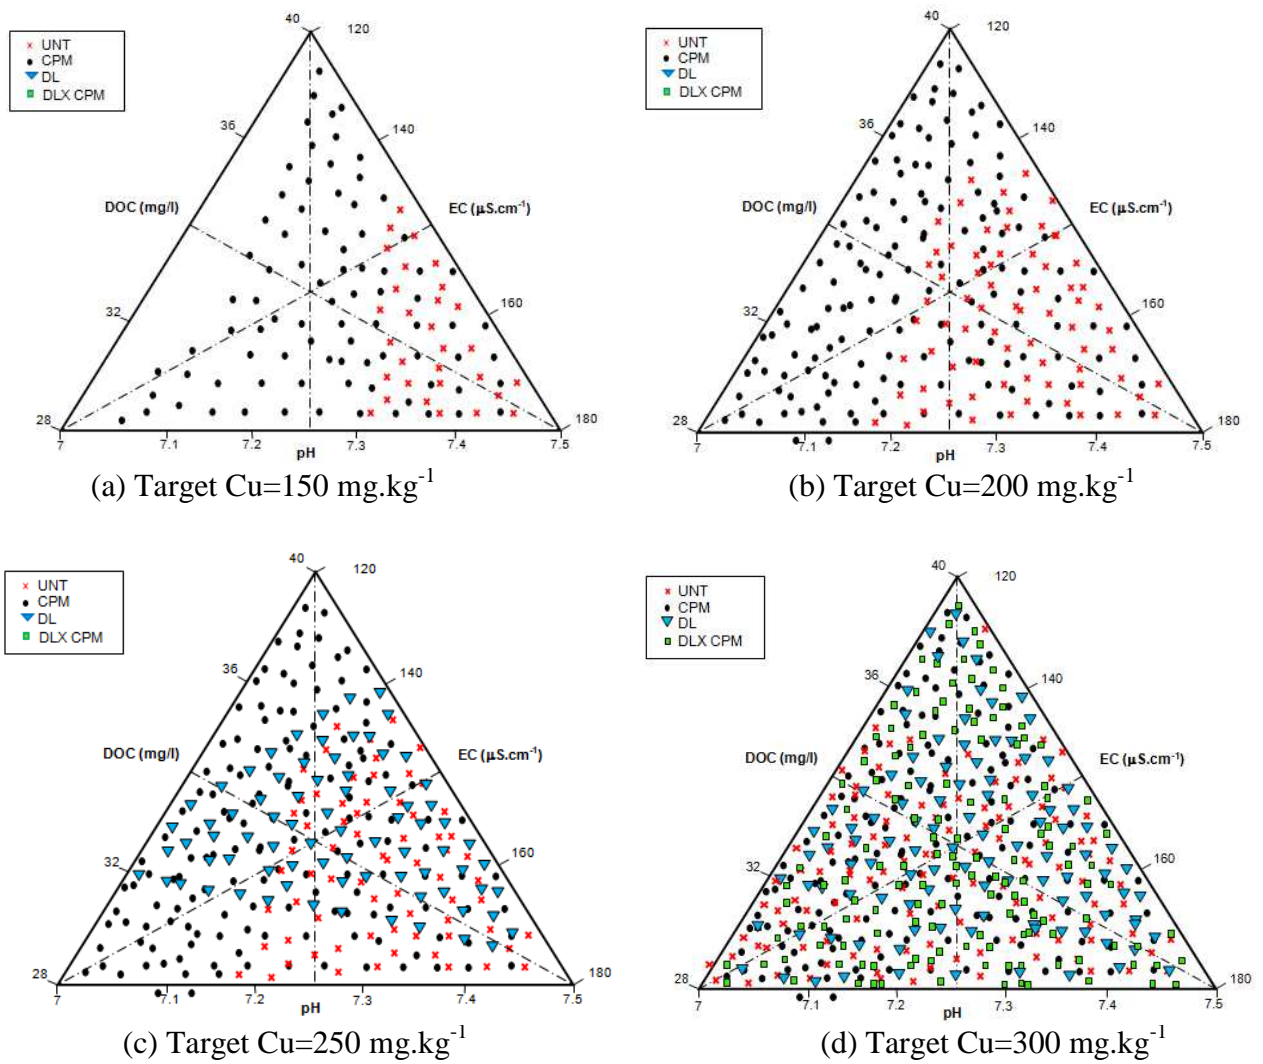 40
120
UNT
CPM
DL
DLX CPM
36
140
DOC (mg/l)
EC (µS.cm⁻¹)
32
160
28
180
7
7.1
7.2
7.3
7.4
7.5
pH
(a) Target Cu=150 mg.kg⁻¹
40
120
UNT
CPM
DL
DLX CPM
36
140
DOC (mg/l)
EC (µS.cm⁻¹)
32
160
28
180
7
7.1
7.2
7.3
7.4
7.5
pH
(b) Target Cu=200 mg.kg⁻¹
40
120
UNT
CPM
DL
DLX CPM
36
140
DOC (mg/l)
EC (µS.cm⁻¹)
32
160
28
180
7
7.1
7.2
7.3
7.4
7.5
pH
(c) Target Cu=250 mg.kg⁻¹
40
120
UNT
CPM
DL
DLX CPM
36
140
DOC (mg/l)
EC (µS.cm⁻¹)
32
160
28
180
7
7.1
7.2
7.3
7.4
7.5
pH
(d) Target Cu=300 mg.kg⁻¹